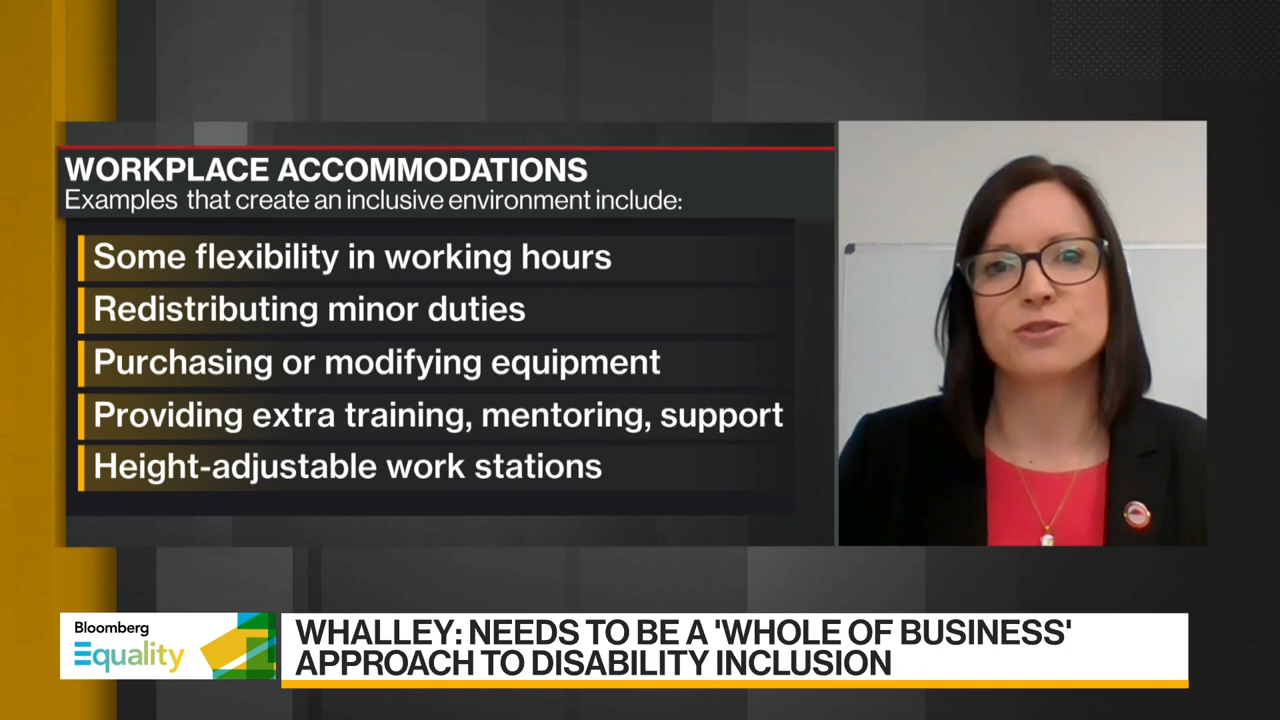 WORKPLACE ACCOMMODATIONS
Examples that create an inclusive environment include:
Some flexibility in working hours
Redistributing minor duties
Purchasing or modifying equipment
Providing extra training, mentoring, support
Height-adjustable work stations
Bloomberg
Equality
WHALLEY: NEEDS TO BE A 'WHOLE OF BUSINESS'
APPROACH TO DISABILITY INCLUSION